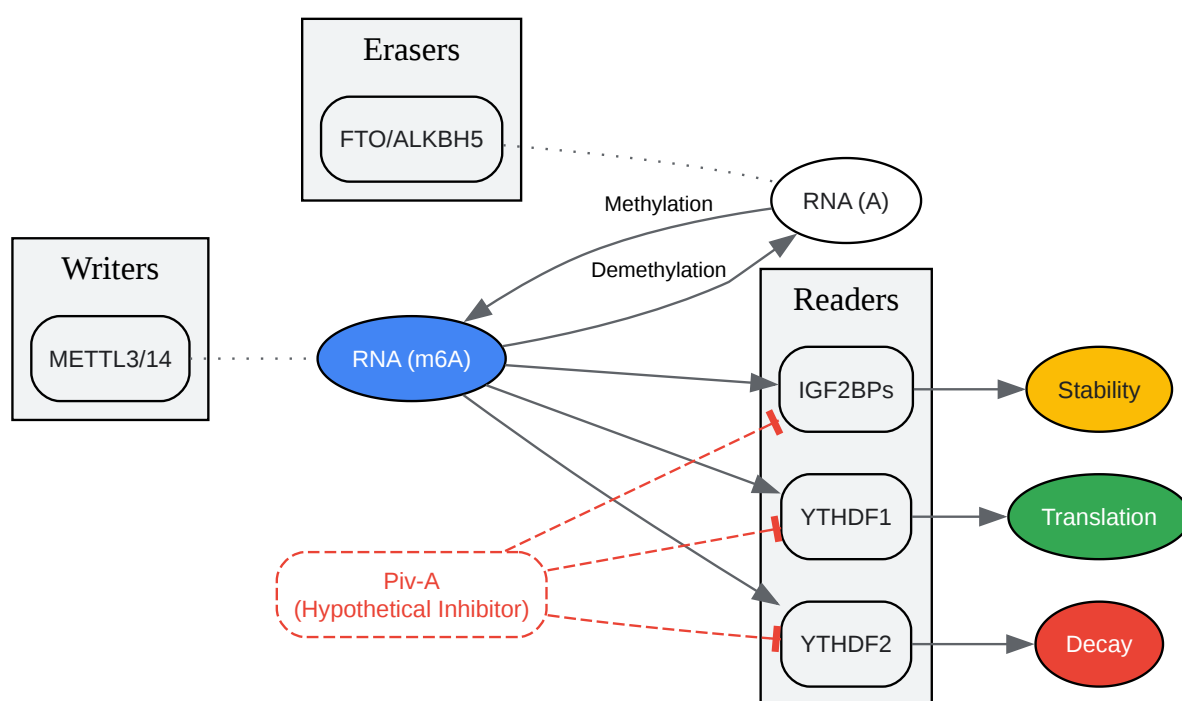 Erasers
FTO/ALKBH5
RNA (A)
Methylation
Demethylation
Writers
METTL3/14
RNA (m6A)
Readers
IGF2BPs
Stability
YTHDF1
Translation
Piv-A
(Hypothetical Inhibitor)
YTHDF2
Decay